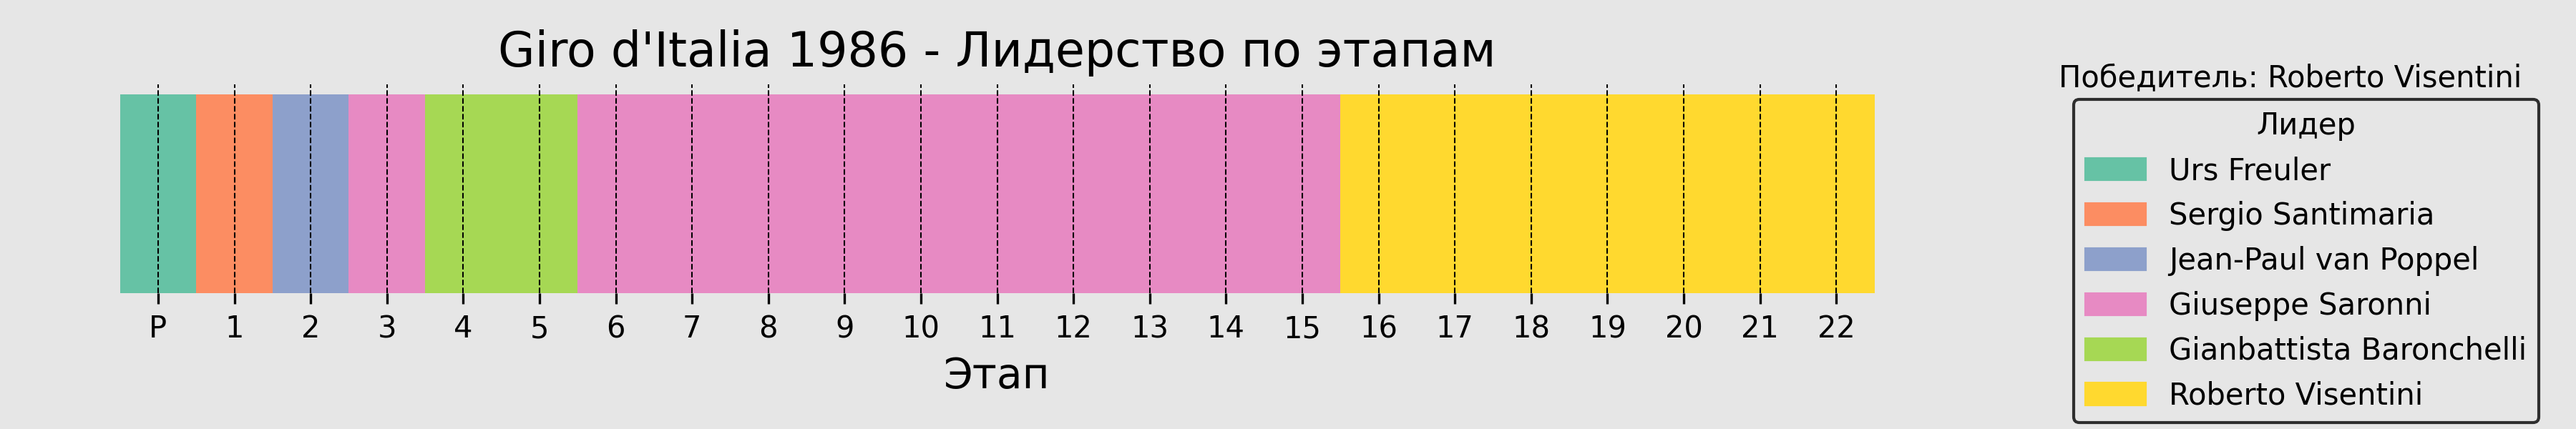 Giro d'Italia 1986 - Лидерство по этапам
P 1 2 3 4 5 6 7 8 9 10 11 12 13 14 15 16 17 18 19 20 21 22
Этап
Победитель: Roberto Visentini
Лидер
Urs Freuler
Sergio Santimaria
Jean-Paul van Poppel
Giuseppe Saronni
Gianbattista Baronchelli
Roberto Visentini